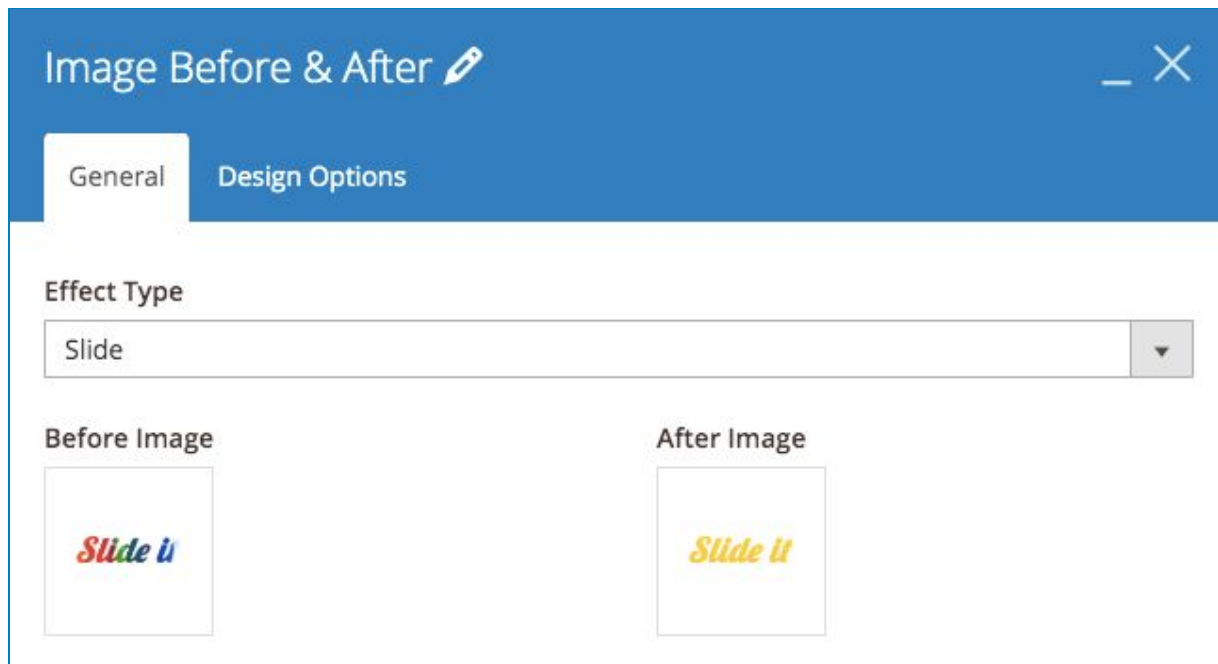 Image Before & After
General Design Options
Effect Type
Slide
Before Image After Image
Slide it Slide it